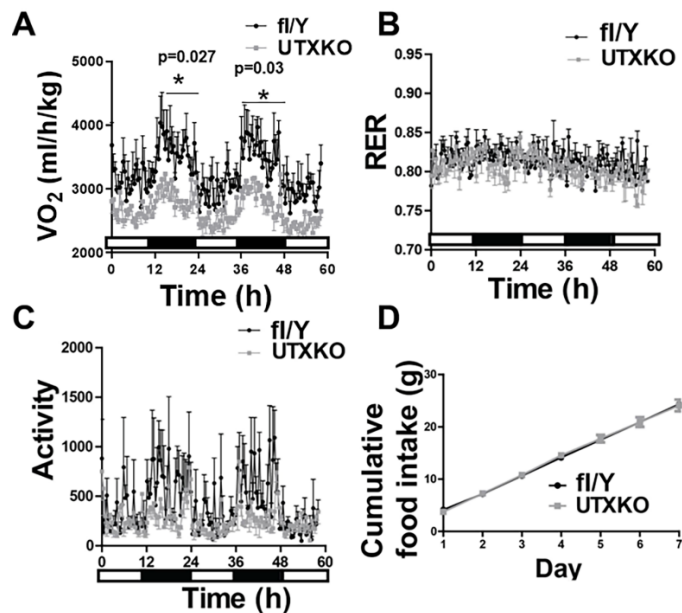 A
fl/Y
UTXKO
p=0.027
p=0.03
*
*
5000
4000
3000
2000
VO2 (ml/h/kg)
0 12 24 36 48 60
Time (h)
B
fl/Y
UTXKO
0.95
0.90
0.85
0.80
0.75
0.70
RER
0 12 24 36 48 60
Time (h)
C
fl/Y
UTXKO
2000
1500
1000
500
0
Activity
0 12 24 36 48 60
Time (h)
D
30
20
10
0
Cumulative
food intake (g)
fl/Y
UTXKO
1 2 3 4 5 6 7
Day